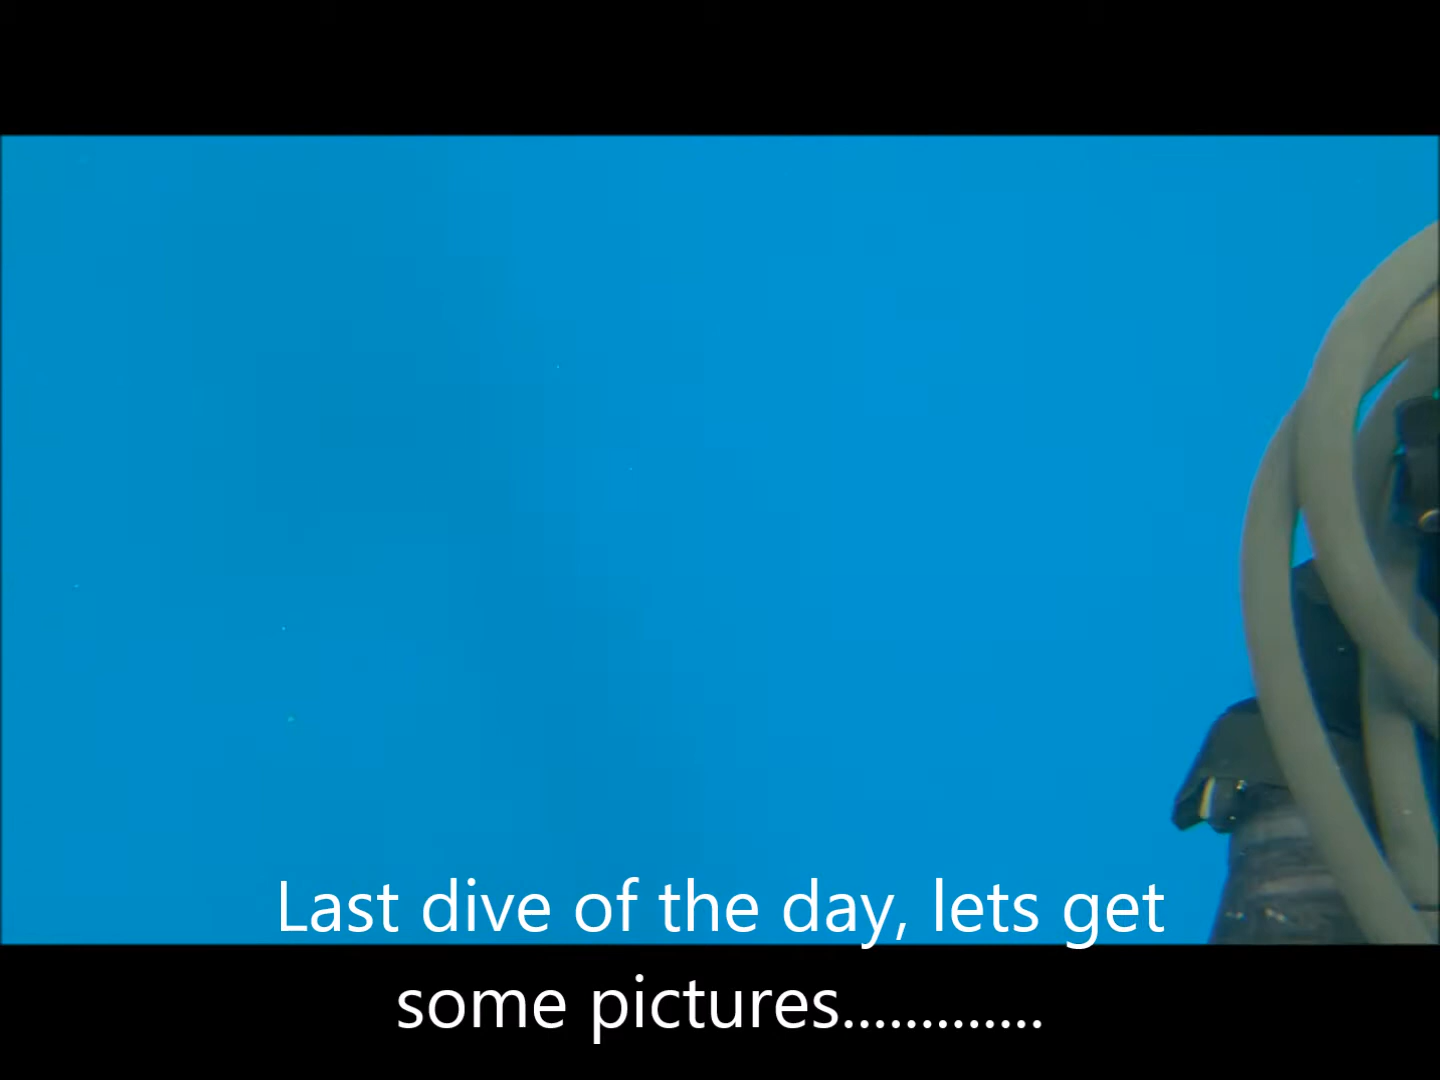 Last dive of the day, lets get
some pictures.............